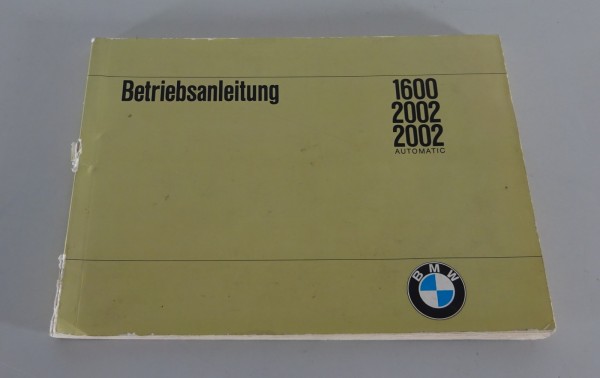 Betriebsanleitung
1600
2002
2002
AUTOMATIC
BMW